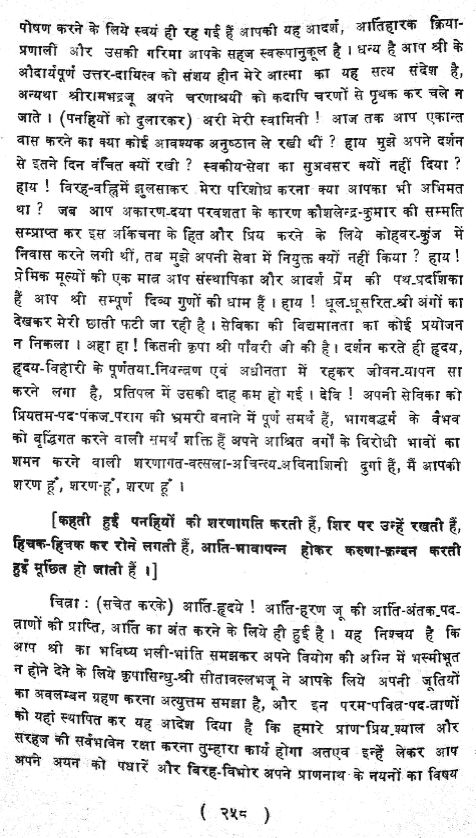 पोषण करने के लिये स्वयं ही रह गई हैं आपकी यह आदर्श, आर्तिहारक क्रिया-
प्रणाली और उसकी गरिमा आपके सहज स्वरूपानुकूल है । धन्य है आप श्री के
औदार्यपूर्ण उत्तर-दायित्व को संशय हीन मेरे आत्मा का यह सत्य संदेश है,
अन्यथा श्रीरामभद्रजू अपने चरणाश्रयी को कदापि चरणों से पृथक कर चले न
जाते । (पनहियों को दुलारकर) अरी मेरी स्वामिनी ! आज तक आप एकान्त
वास करने का क्या कोई आवश्यक अनुष्ठान ले रखी थीं ? हाय मुझे अपने दर्शन
से इतने दिन वंचित क्यों रखी ? स्वकीय-सेवा का सुअवसर क्यों नहीं दिया ?
हाय ! विरह-वह्निमें झुलसाकर मेरा परिशोध करना क्या आपका भी अभिमत
था ? जब आप अकारण-दया परवशता के कारण कौशलेन्द्र-कुमार की सम्मति
सम्प्राप्त कर इस अकिंचना के हित और प्रिय करने के लिये कोहवर-कुंज में
निवास करने लगी थीं, तब मुझे अपनी सेवा में नियुक्त क्यों नहीं किया ? हाय !
प्रेमिक मूल्यों की एक मात्र आप संस्थापिका और आदर्श प्रेम की पथ-प्रदर्शिका
हैं आप श्री सम्पूर्ण दिव्य गुणों की धाम हैं । हाय ! धूल-धूसरित-श्री अंगों का
देखकर मेरी छाती फटी जा रही है । सेविका की विद्यमानता का कोई प्रयोजन
न निकला । अहा हा ! कितनी कृपा श्री पाँवरी जी की है । दर्शन करते ही हृदय,
हृदय-विहारी के पूर्णतया-नियन्त्रण एवं अधीनता में रहकर जीवन-यापन सा
करने लगा है, प्रतिपल में उसकी दाह कम हो गई । देवि ! अपनी सेविका को
प्रियतम-पद-पंकज-पराग की भ्रमरी बनाने में पूर्ण समर्थ हैं, भागवद्धर्म के वैभव
को बृद्धिगत करने वाली समर्थ शक्ति हैं अपने आश्रित वर्गों के विरोधी भावों का
शमन करने वाली शरणागत-वत्सला-अचिन्त्य-अविनाशिनी दुर्गा हैं, मैं आपकी
शरण हूँ, शरण-हूँ, शरण हूँ ।
[कहती हुई पनहियों की शरणागति करती हैं, शिर पर उन्हें रखती हैं,
हिचक-हिचक कर रोने लगती हैं, आर्ति-भावापन्न होकर करुणा-क्रन्दन करती
हुई मूर्छित हो जाती हैं ।]
चित्रा : (सचेत करके) आर्ति-हृदये ! आर्ति-हरण जू की आर्ति-अंतक-पद-
त्राणों की प्राप्ति, आर्ति का अंत करने के लिये ही हुई है । यह निश्चय है कि
आप श्री का भविष्य भली-भांति समझकर अपने वियोग की अग्नि में भस्मीभूत
न होने देने के लिये कृपासिन्धु-श्री सीतावल्लभजू ने आपके लिये अपनी जूतियों
का अवलम्बन ग्रहण करना अत्युत्तम समझा है, और इन परम-पवित्र-पद-त्राणों
को यहां स्थापित कर यह आदेश दिया है कि हमारे प्राण-प्रिय-श्याल और
सरहज की सर्वभावेन रक्षा करना तुम्हारा कार्य होगा अतएव इन्हें लेकर आप
अपने अयन को पधारें और विरह-विभोर अपने प्राणनाथ के नयनों का विषय
( २५८ )